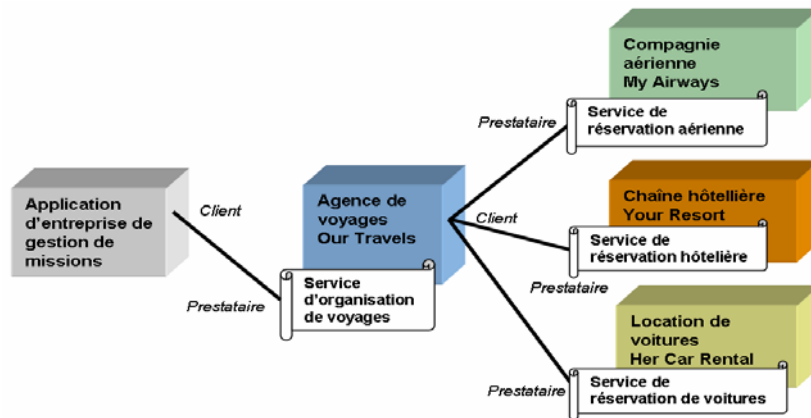 Compagnie
aérienne
My Airways
Service de
réservation aérienne
Prestataire
Application
d'entreprise de
gestion de
missions
Client
Agence de
voyages
Our Travels
Service
d'organisation
de voyages
Prestataire
Client
Chaîne hôtellière
Your Resort
Service de
réservation hôtelière
Prestataire
Location de
voitures
Her Car Rental
Service de
réservation de voitures
Prestataire